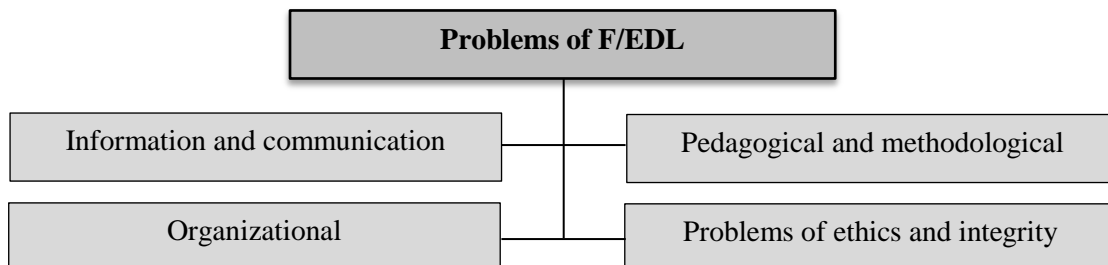 Problems of F/EDL
Information and communication
Pedagogical and methodological
Organizational
Problems of ethics and integrity